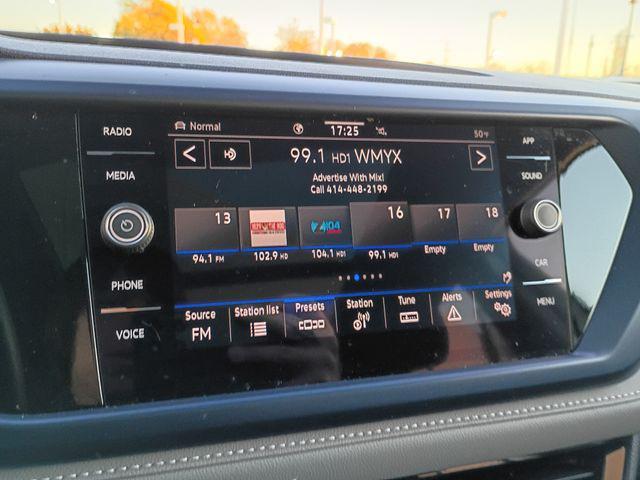 RADIO
MEDIA
PHONE
VOICE
Normal
17:25
50°F
99.1 HD1 WMYX
Advertise With Mix!
Call 414-448-2199
13
16
17
18
94.1 FM
102.9 HD
104.1 HD1
99.1 HD1
Empty
Empty
Source
FM
Station list
Presets
Station
Tune
Alerts
Settings
APP
SOUND
CAR
MENU